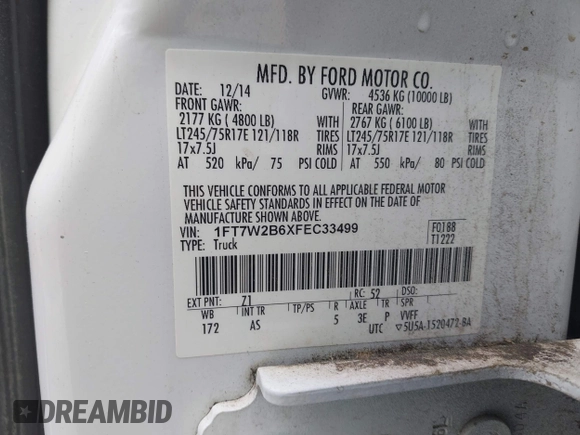 MFD. BY FORD MOTOR CO.
DATE: 12/14 GVWR: 4536 KG (10000 LB)
FRONT GAWR: REAR GAWR:
2177 KG ( 4800 LB) WITH 2767 KG ( 6100 LB) WITH
LT245/75R17E 121/118R TIRES LT245/75R17E 121/118R TIRES
17x7.5J RIMS 17x7.5J RIMS
AT 520 kPa/ 75 PSI COLD AT 550 kPa/ 80 PSI COLD
THIS VEHICLE CONFORMS TO ALL APPLICABLE FEDERAL MOTOR
VEHICLE SAFETY STANDARDS IN EFFECT ON THE DATE OF
MANUFACTURE SHOWN ABOVE.
VIN: 1FT7W2B6XFEC33499 F0188
TYPE: Truck T1222
EXT PNT: Z1 RC: 52 DSO:
WB INT TR TP/PS R AXLE TR SPR
172 AS 5 3E P VVFF
UTC ▽5U5A-1520472-BA
DREAMBID